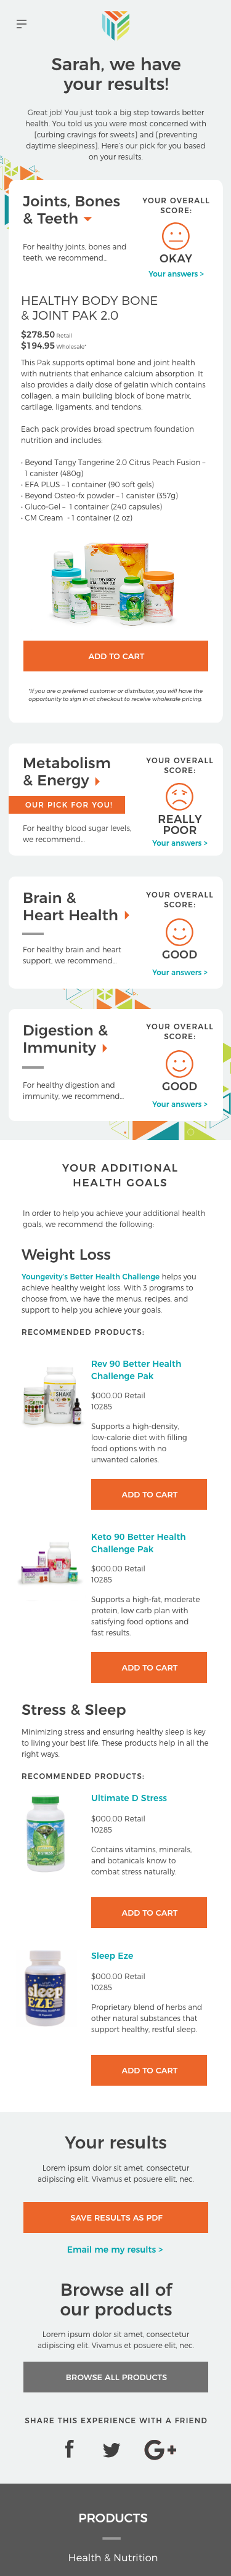 Sarah, we have
your results!
Great job! You just took a big step towards better
health. You told us you were most concerned with
{curbing cravings for sweets} and {preventing
daytime sleepiness}. Here's our pick for you based
on your results.
Joints, Bones
& Teeth
For healthy joints, bones and
teeth, we recommend...
YOUR OVERALL
SCORE:
OKAY
Your answers >
HEALTHY BODY BONE
& JOINT PAK 2.0
$278.50 Retail
$194.95 Wholesale*
This Pak supports optimal bone and joint health
with nutrients that enhance calcium absorption. It
also provides a daily dose of gelatin which contains
collagen, a main building block of bone matrix,
cartilage, ligaments, and tendons.
Each pack provides broad spectrum foundation
nutrition and includes:
- Beyond Tangy Tangerine 2.0 Citrus Peach Fusion –
1 canister (480g)
- EFA PLUS – 1 container (90 soft gels)
- Beyond Osteo-fx powder – 1 canister (357g)
- Gluco-Gel – 1 container (240 capsules)
- CM Cream - 1 container (2 oz)
ADD TO CART
*If you are a preferred customer or distributor, you will have the
opportunity to sign in at checkout to receive wholesale pricing.
Metabolism
& Energy
OUR PICK FOR YOU!
For healthy blood sugar levels,
we recommend...
YOUR OVERALL
SCORE:
REALLY
POOR
Your answers >
Brain &
Heart Health
For healthy brain and heart
support, we recommend...
YOUR OVERALL
SCORE:
GOOD
Your answers >
Digestion &
Immunity
For healthy digestion and
immunity, we recommend...
YOUR OVERALL
SCORE:
GOOD
Your answers >
YOUR ADDITIONAL
HEALTH GOALS
In order to help you achieve your additional health
goals, we recommend the following:
Weight Loss
Youngevity's Better Health Challenge helps you
achieve healthy weight loss. With 3 programs to
choose from, we have the menus, recipes, and
support to help you achieve your goals.
RECOMMENDED PRODUCTS:
SHAKE
Rev 90 Better Health
Challenge Pak
$000.00 Retail
10285
Supports a high-density,
low-calorie diet with filling
food options with no
unwanted calories.
ADD TO CART
Keto 90 Better Health
Challenge Pak
$000.00 Retail
10285
Supports a high-fat, moderate
protein, low carb plan with
satisfying food options and
fast results.
ADD TO CART
Stress & Sleep
Minimizing stress and ensuring healthy sleep is key
to living your best life. These products help in all the
right ways.
RECOMMENDED PRODUCTS:
Ultimate D Stress
$000.00 Retail
10285
Contains vitamins, minerals,
and botanicals know to
combat stress naturally.
ADD TO CART
sleep
EZE
Sleep Eze
$000.00 Retail
10285
Proprietary blend of herbs and
other natural substances that
support healthy, restful sleep.
ADD TO CART
Your results
Lorem ipsum dolor sit amet, consectetur
adipiscing elit. Vivamus et posuere elit, nec.
SAVE RESULTS AS PDF
Email me my results >
Browse all of
our products
Lorem ipsum dolor sit amet, consectetur
adipiscing elit. Vivamus et posuere elit, nec.
BROWSE ALL PRODUCTS
SHARE THIS EXPERIENCE WITH A FRIEND
f
G+
PRODUCTS
Health & Nutrition